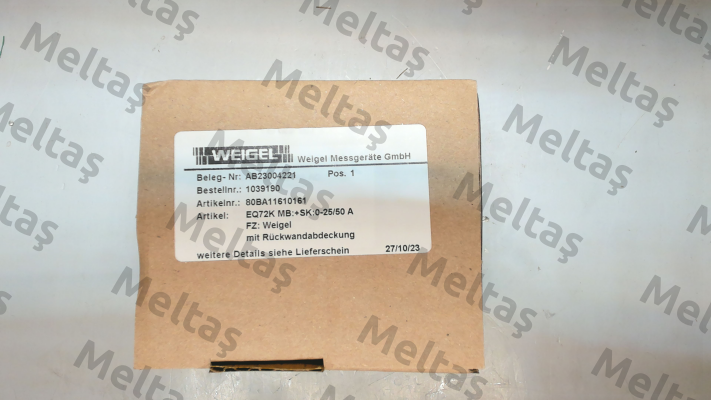 WEIGEL Weigel Messgeräte GmbH
Beleg- Nr: AB23004221 Pos. 1
Bestellnr.: 1039190
Artikelnr.: 80BA11610161
Artikel: EQ72K MB:+SK:0-25/50 A
FZ: Weigel
mit Rückwandabdeckung
weitere Details siehe Lieferschein 27/10/23
Meltaş